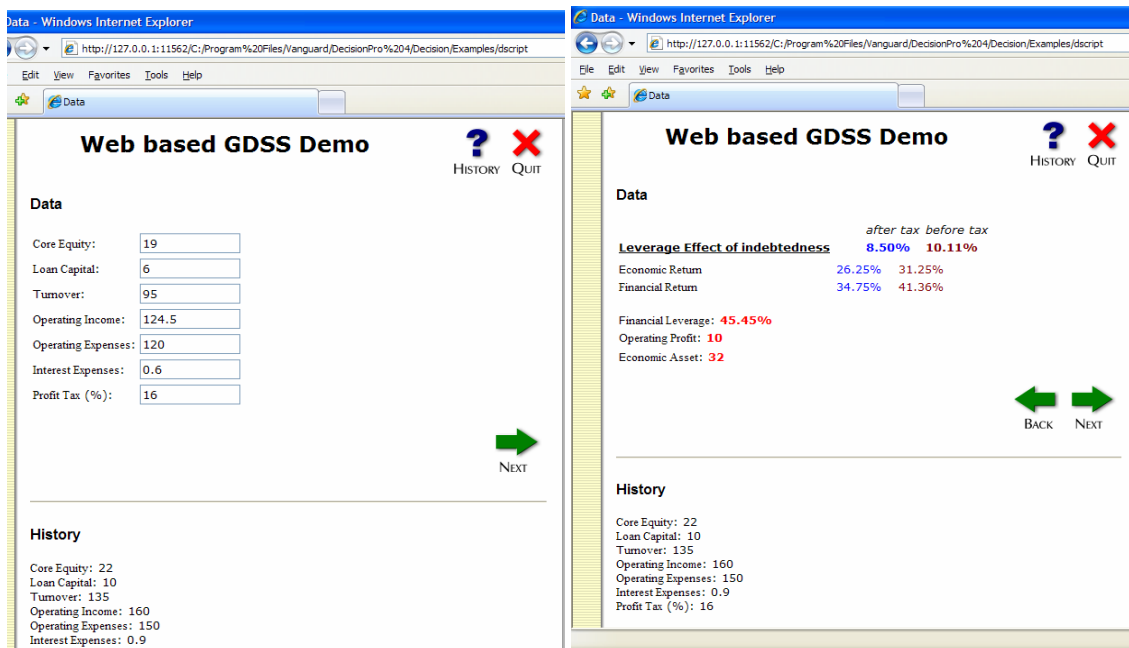 Data - Windows Internet Explorer
http://127.0.0.1:11562/C:/Program%20Files/Vanguard/DecisionPro%204/Decision/Examples/dscript
Edit View Favorites Tools Help
Data
Web based GDSS Demo
HISTORY QUIT
Data
Core Equity: 19
Loan Capital: 6
Turnover: 95
Operating Income: 124.5
Operating Expenses: 120
Interest Expenses: 0.6
Profit Tax (%): 16
NEXT
History
Core Equity: 22
Loan Capital: 10
Turnover: 135
Operating Income: 160
Operating Expenses: 150
Interest Expenses: 0.9
Data - Windows Internet Explorer
http://127.0.0.1:11562/C:/Program%20Files/Vanguard/DecisionPro%204/Decision/Examples/dscript
File Edit View Favorites Tools Help
Data
Web based GDSS Demo
HISTORY QUIT
Data
after tax before tax
Leverage Effect of indebtedness 8.50% 10.11%
Economic Return 26.25% 31.25%
Financial Return 34.75% 41.36%
Financial Leverage: 45.45%
Operating Profit: 10
Economic Asset: 32
BACK NEXT
History
Core Equity: 22
Loan Capital: 10
Turnover: 135
Operating Income: 160
Operating Expenses: 150
Interest Expenses: 0.9
Profit Tax (%): 16